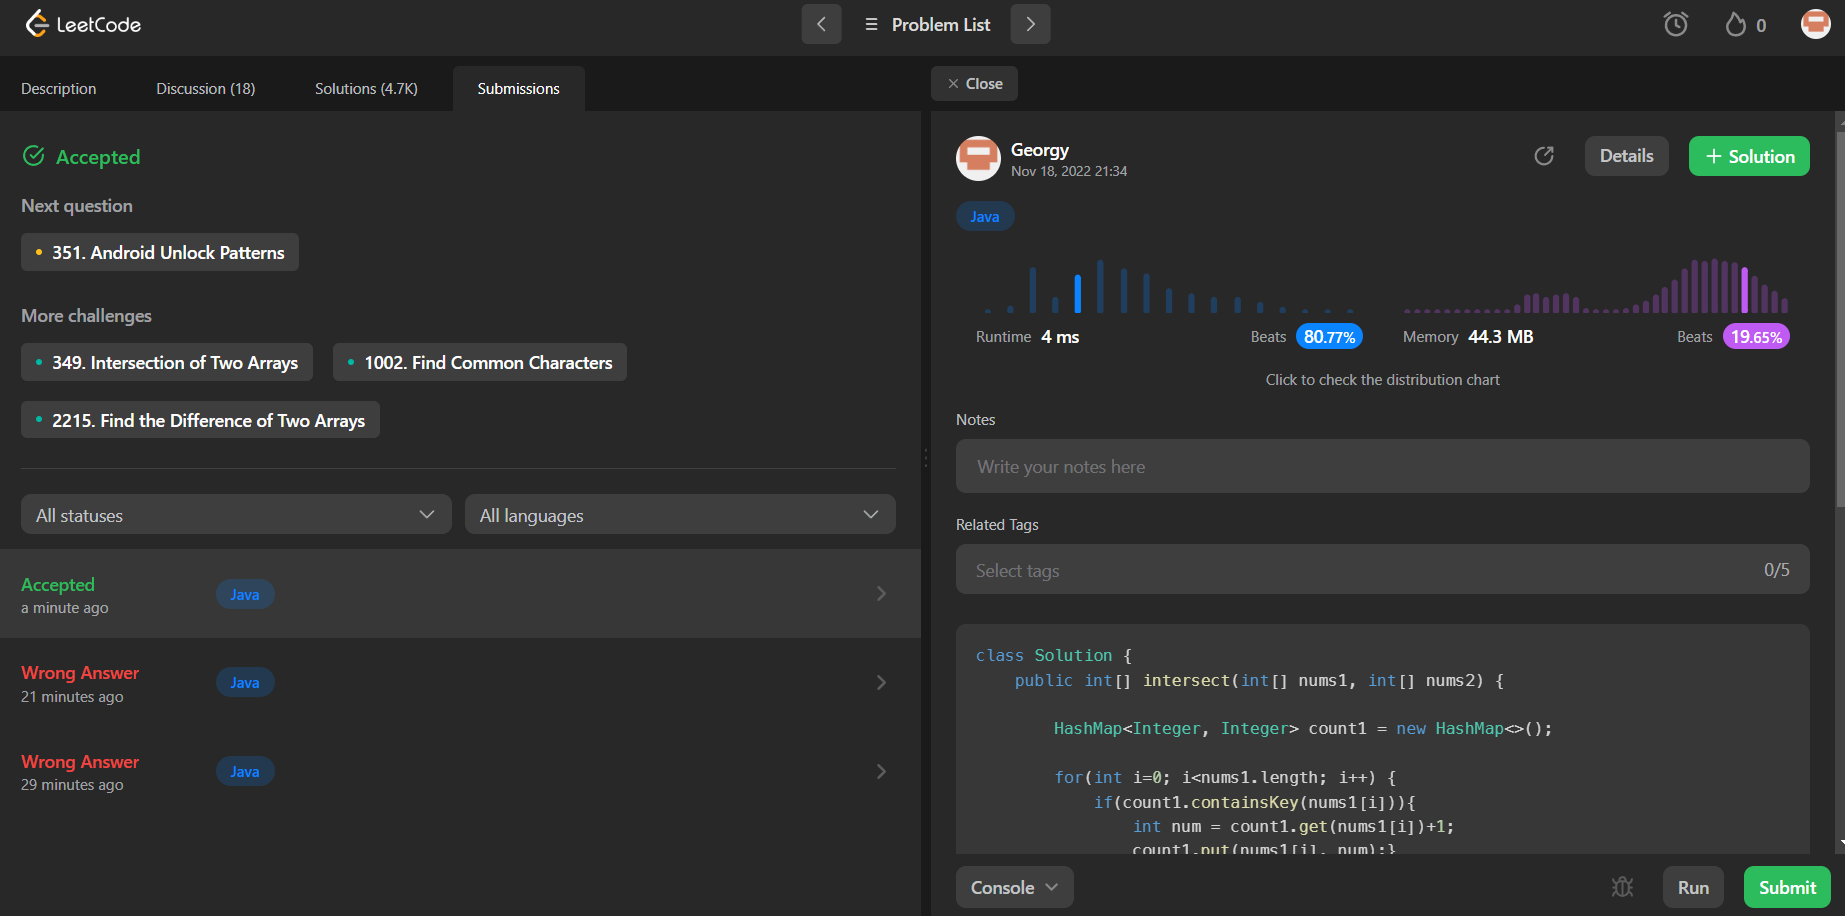 LeetCode
Problem List
0
Description
Discussion (18)
Solutions (4.7K)
Submissions
Close
Accepted
Next question
351. Android Unlock Patterns
More challenges
349. Intersection of Two Arrays
1002. Find Common Characters
2215. Find the Difference of Two Arrays
All statuses
All languages
Accepted
a minute ago
Java
Wrong Answer
21 minutes ago
Java
Wrong Answer
29 minutes ago
Java
Georgy
Nov 18, 2022 21:34
Details
+ Solution
Java
Runtime 4 ms
Beats 80.77%
Memory 44.3 MB
Beats 19.65%
Click to check the distribution chart
Notes
Write your notes here
Related Tags
Select tags
0/5
class Solution {
public int[] intersect(int[] nums1, int[] nums2) {
HashMap<Integer, Integer> count1 = new HashMap<>();
for(int i=0; i<nums1.length; i++) {
if(count1.containsKey(nums1[i])){
int num = count1.get(nums1[i])+1;
count1.put(nums1[i], num);}
Console
Run
Submit